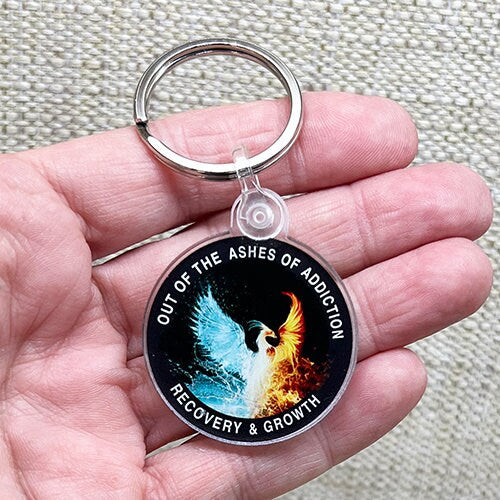 OUT OF THE ASHES OF ADDICTION
RECOVERY & GROWTH